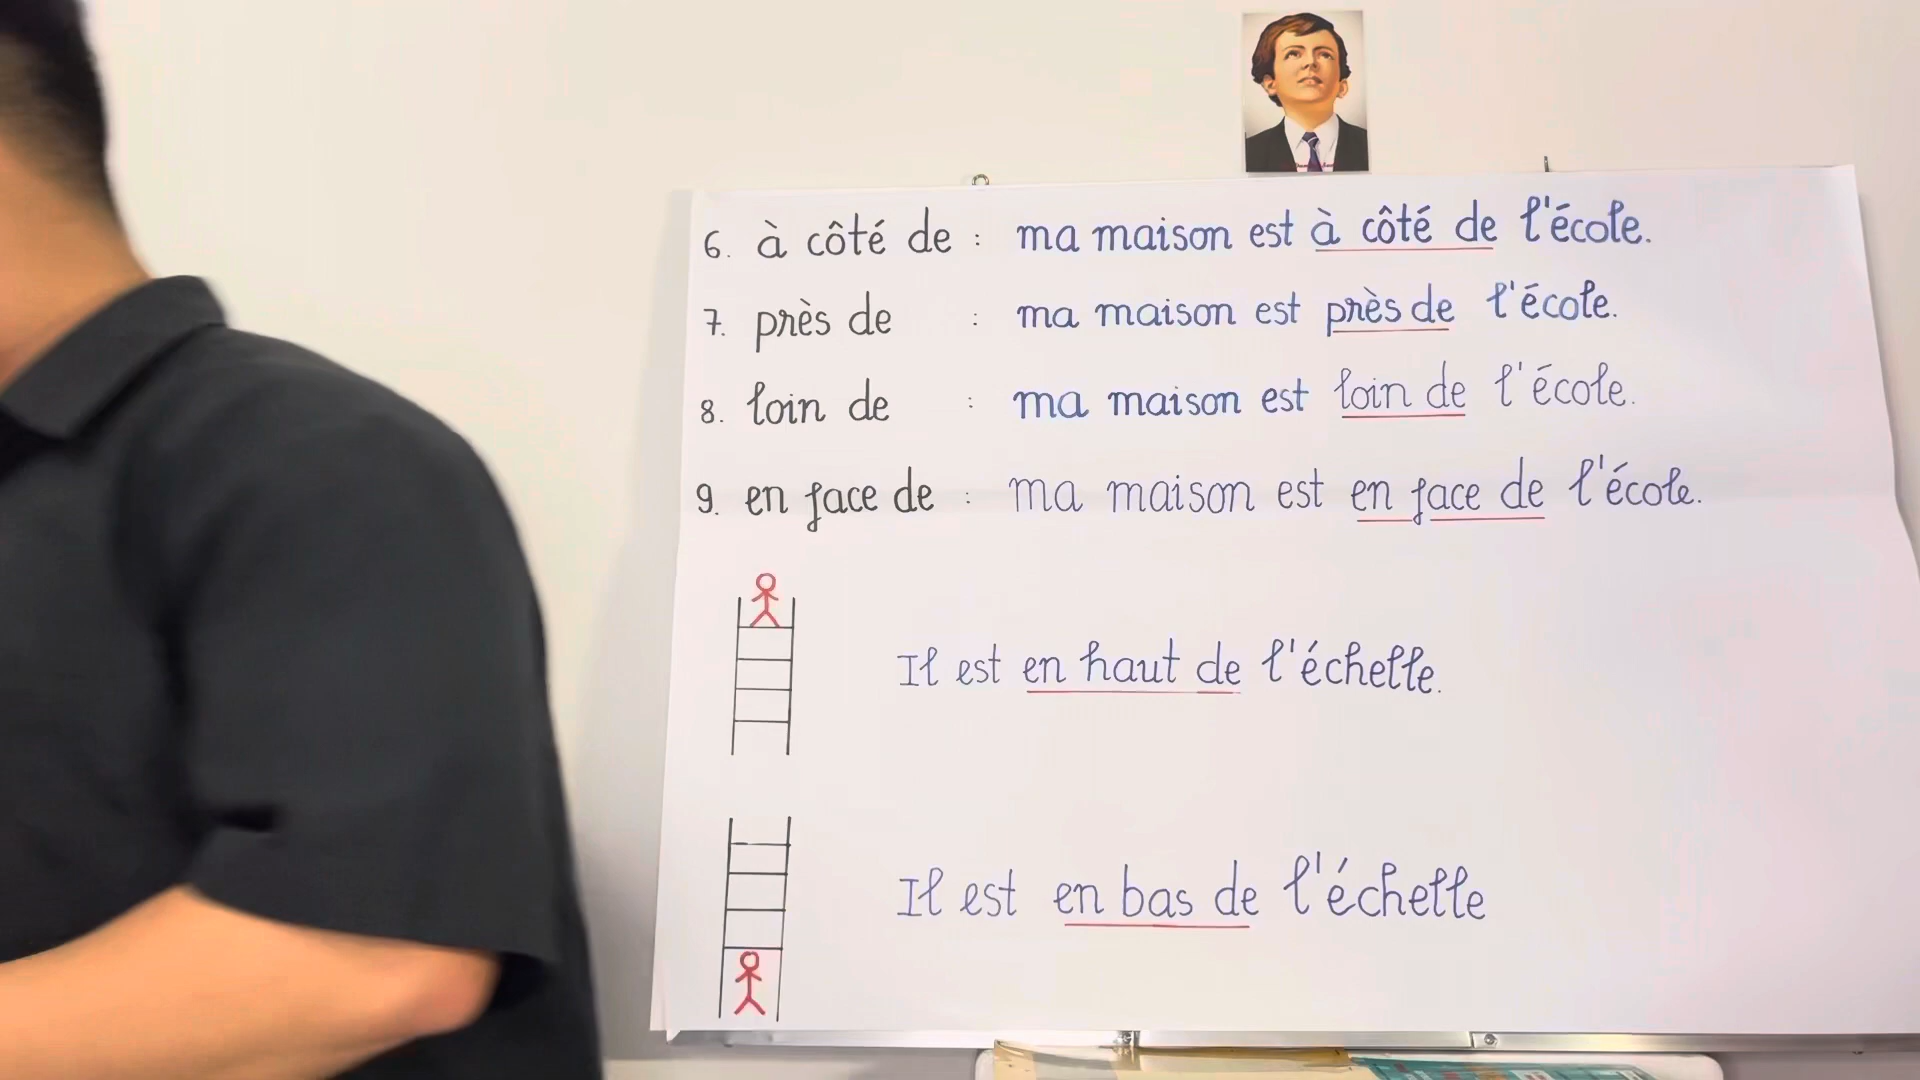 6. à côté de : ma maison est à côté de l'école.
7. près de : ma maison est près de l'école.
8. loin de : ma maison est loin de l'école.
9. en face de : ma maison est en face de l'école.
Il est en haut de l'échelle.
Il est en bas de l'échelle